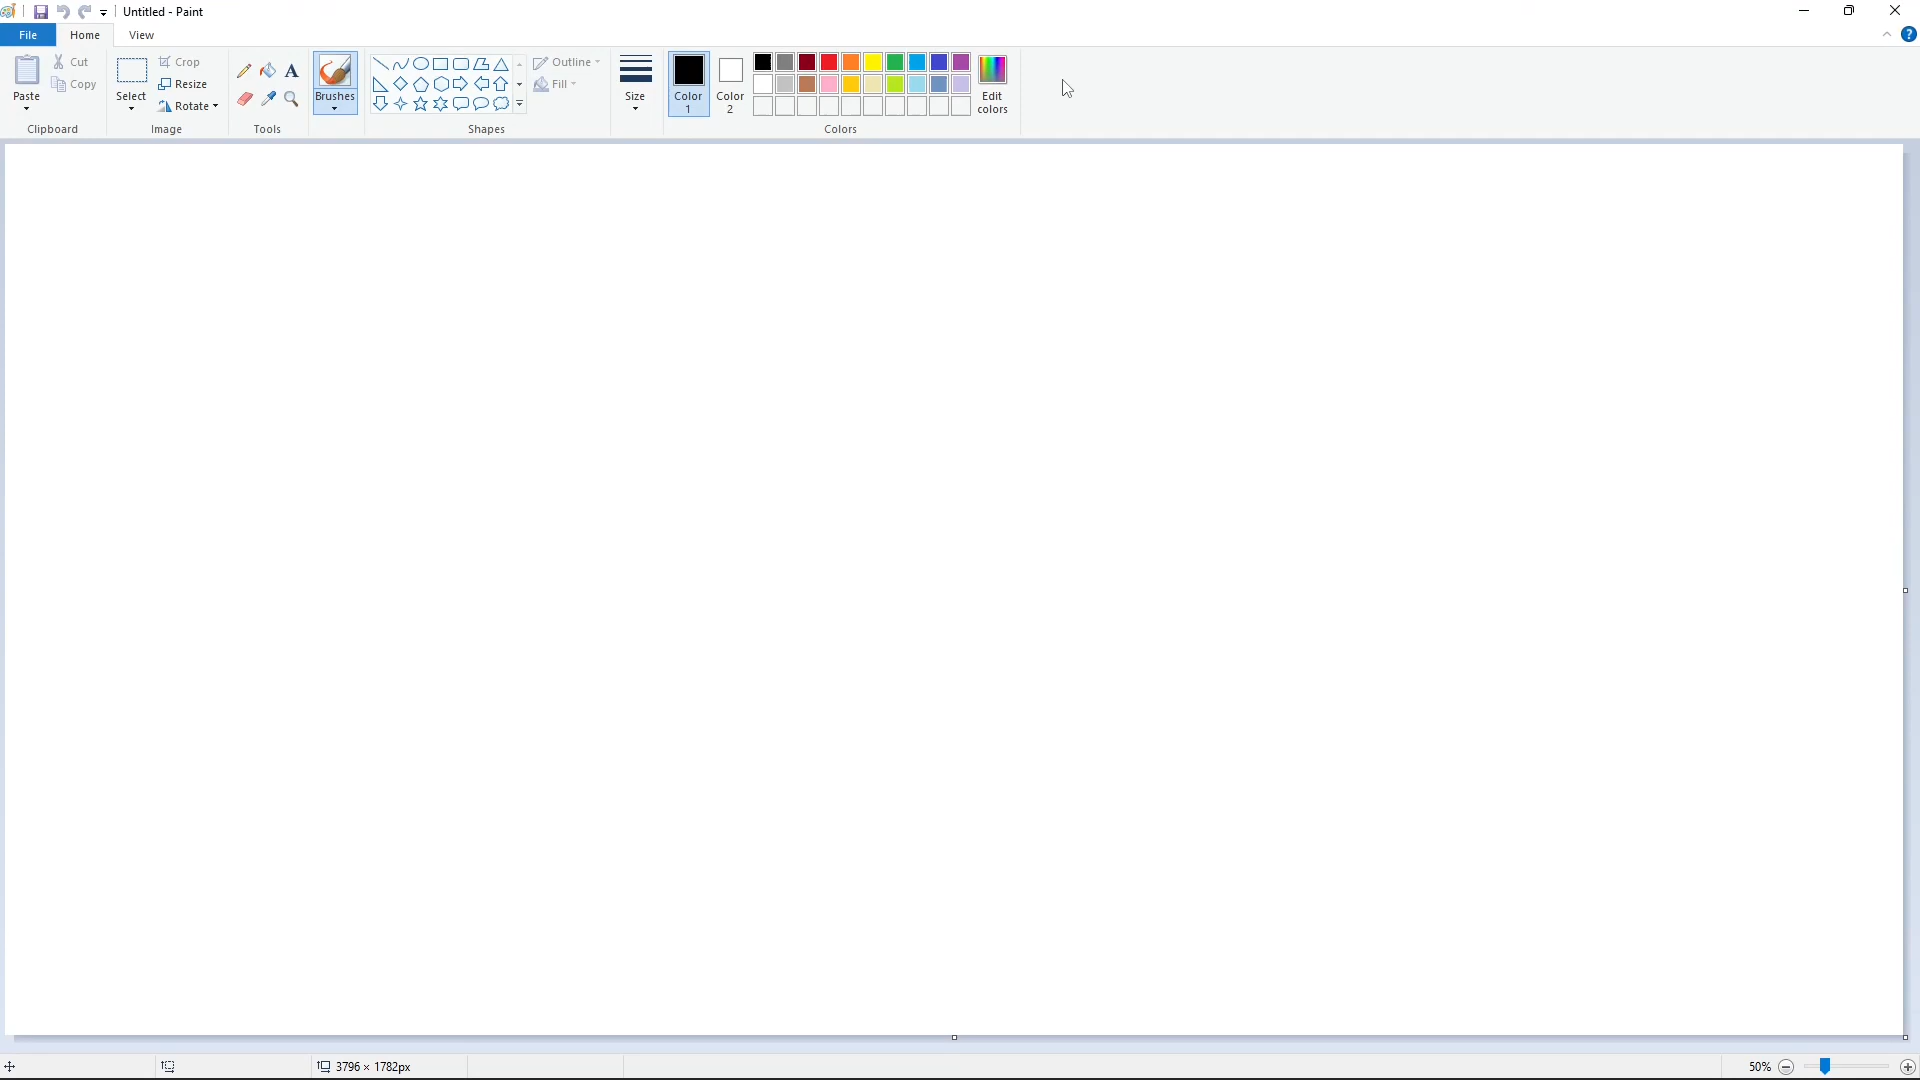 Untitled - Paint
File Home View
Paste Cut Copy Clipboard
Select Crop Resize Rotate Image
A Tools
Brushes
Outline Fill Shapes
Size
Color 1 Color 2 Edit colors Colors
?
3796 × 1782px 50%